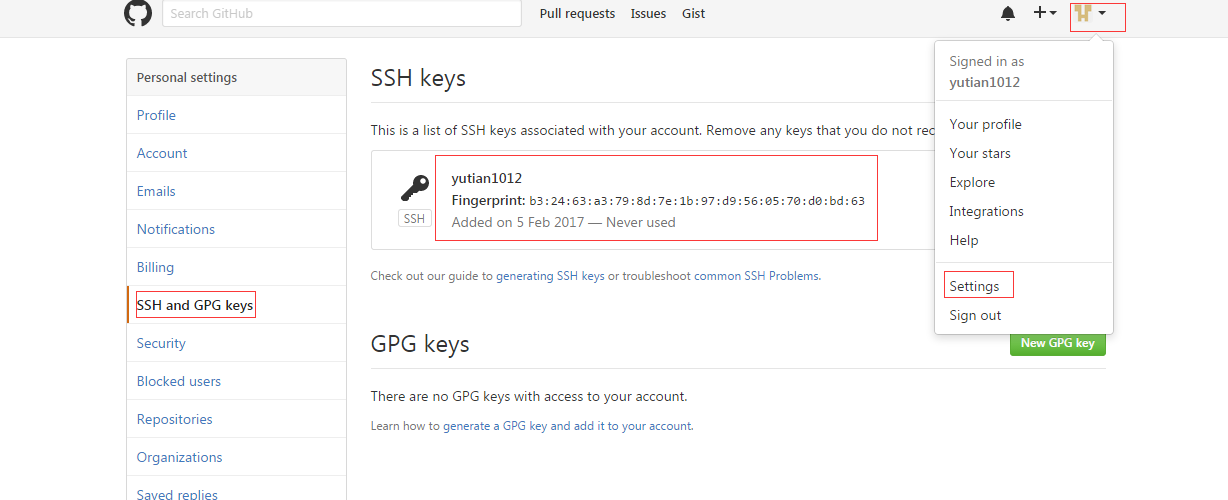 Search GitHub
Pull requests Issues Gist
Signed in as
yutian1012
Your profile
Your stars
Explore
Integrations
Help
Settings
Sign out
Personal settings
Profile
Account
Emails
Notifications
Billing
SSH and GPG keys
Security
Blocked users
Repositories
Organizations
Saved replies
SSH keys
This is a list of SSH keys associated with your account. Remove any keys that you do not rec
SSH
yutian1012
Fingerprint: b3:24:63:a3:79:8d:7e:1b:97:d9:56:05:70:d0:bd:63
Added on 5 Feb 2017 — Never used
Check out our guide to generating SSH keys or troubleshoot common SSH Problems.
GPG keys
New GPG key
There are no GPG keys with access to your account.
Learn how to generate a GPG key and add it to your account.